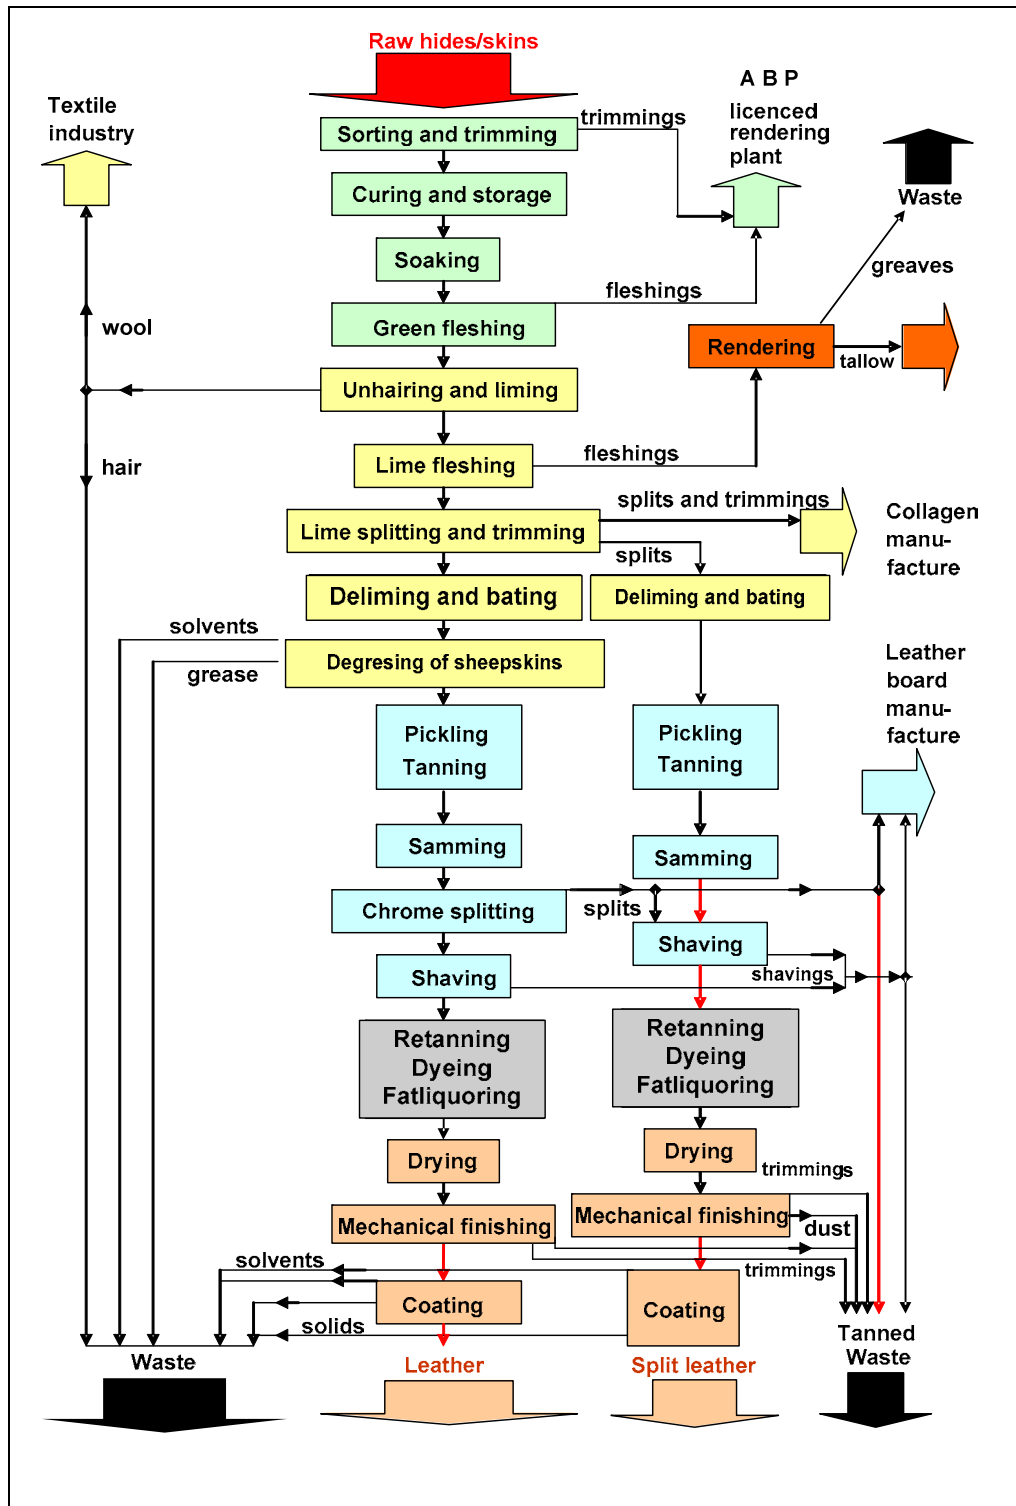 Raw hides/skins
A B P
licenced
rendering
plant
Textile
industry
trimmings
Sorting and trimming
Waste
Curing and storage
Soaking
greaves
fleshings
wool
Green fleshing
Rendering
tallow
Unhairing and liming
hair
Lime fleshing
fleshings
splits and trimmings
Collagen
manu-
facture
Lime splitting and trimming
splits
Deliming and bating
Deliming and bating
solvents
grease
Degresing of sheepskins
Leather
board
manu-
facture
Pickling
Tanning
Pickling
Tanning
Samming
Samming
Chrome splitting
splits
Shaving
shavings
Shaving
Retanning
Dyeing
Fatliquoring
Retanning
Dyeing
Fatliquoring
Drying
Drying
trimmings
Mechanical finishing
Mechanical finishing
dust
solvents
trimmings
Coating
Coating
solids
Tanned
Waste
Waste
Leather
Split leather